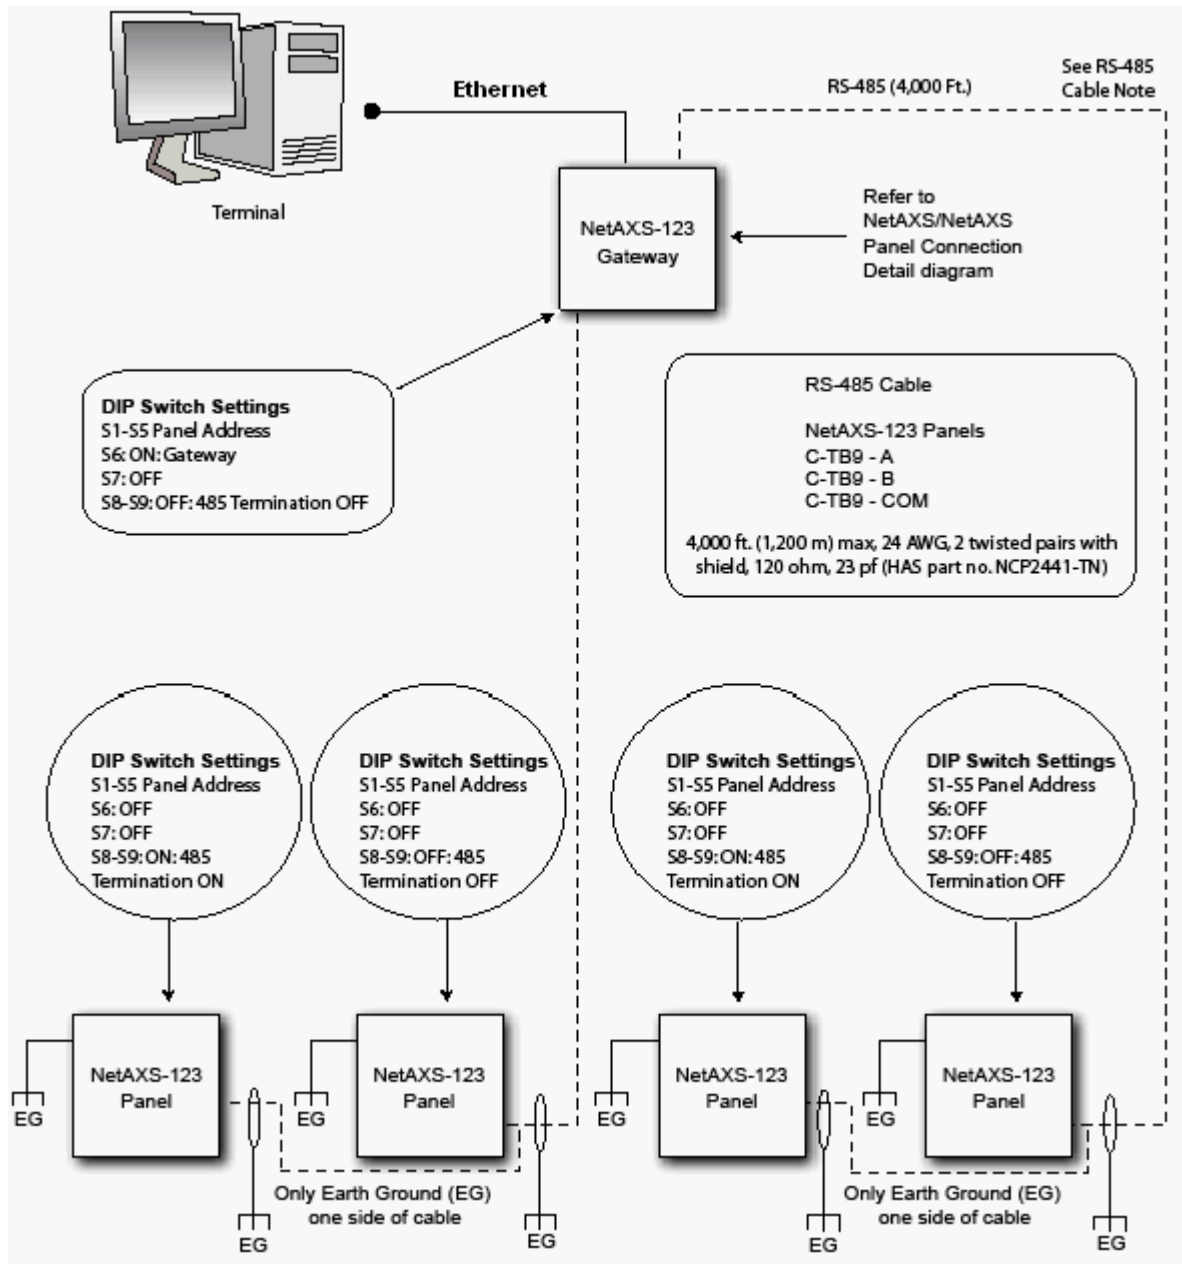 Ethernet
RS-485 (4,000 Ft.)
See RS-485
Cable Note
Terminal
NetAXS-123
Gateway
Refer to
NetAXS/NetAXS
Panel Connection
Detail diagram
DIP Switch Settings
S1-S5 Panel Address
S6: ON: Gateway
S7: OFF
S8-S9: OFF: 485 Termination OFF
RS-485 Cable
NetAXS-123 Panels
C-TB9 - A
C-TB9 - B
C-TB9 - COM
4,000 ft. (1,200 m) max, 24 AWG, 2 twisted pairs with
shield, 120 ohm, 23 pf (HAS part no. NCP2441-TN)
DIP Switch Settings
S1-S5 Panel Address
S6: OFF
S7: OFF
S8-S9: ON: 485
Termination ON
DIP Switch Settings
S1-S5 Panel Address
S6: OFF
S7: OFF
S8-S9: OFF: 485
Termination OFF
DIP Switch Settings
S1-S5 Panel Address
S6: OFF
S7: OFF
S8-S9: ON: 485
Termination ON
DIP Switch Settings
S1-S5 Panel Address
S6: OFF
S7: OFF
S8-S9: OFF: 485
Termination OFF
NetAXS-123
Panel
NetAXS-123
Panel
NetAXS-123
Panel
NetAXS-123
Panel
EG
EG
EG
EG
Only Earth Ground (EG)
one side of cable
Only Earth Ground (EG)
one side of cable
EG
EG
EG
EG